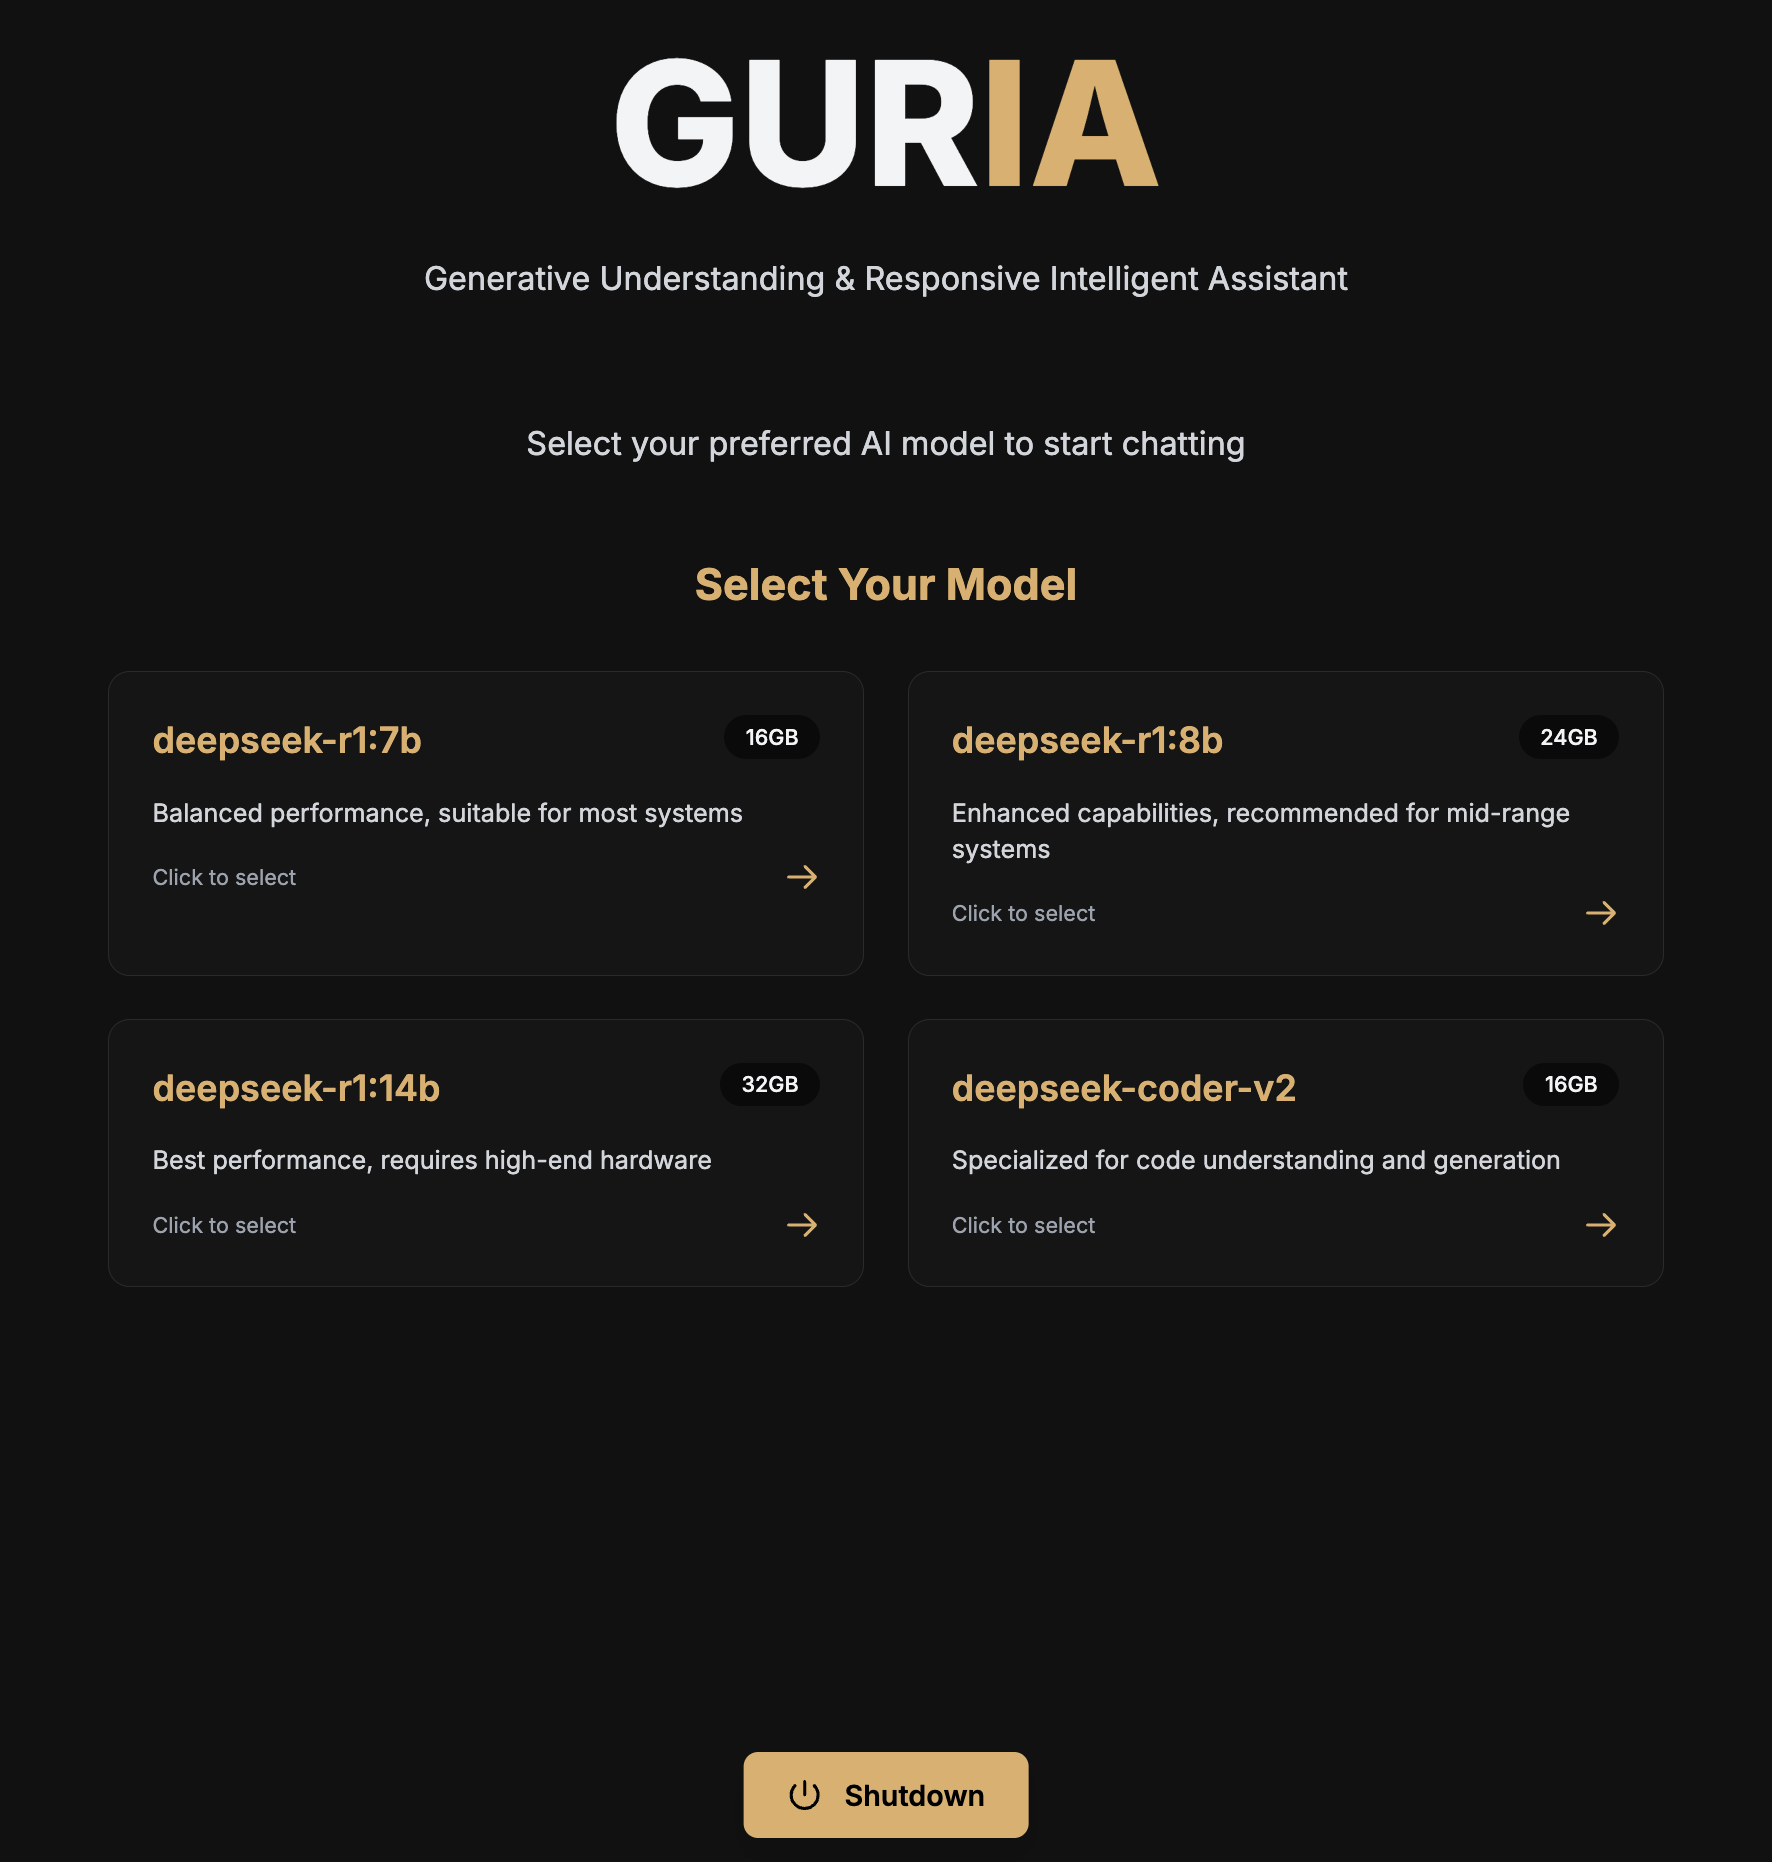 GURIA
Generative Understanding & Responsive Intelligent Assistant
Select your preferred AI model to start chatting
Select Your Model
deepseek-r1:7b
16GB
Balanced performance, suitable for most systems
Click to select
deepseek-r1:8b
24GB
Enhanced capabilities, recommended for mid-range
systems
Click to select
deepseek-r1:14b
32GB
Best performance, requires high-end hardware
Click to select
deepseek-coder-v2
16GB
Specialized for code understanding and generation
Click to select
Shutdown